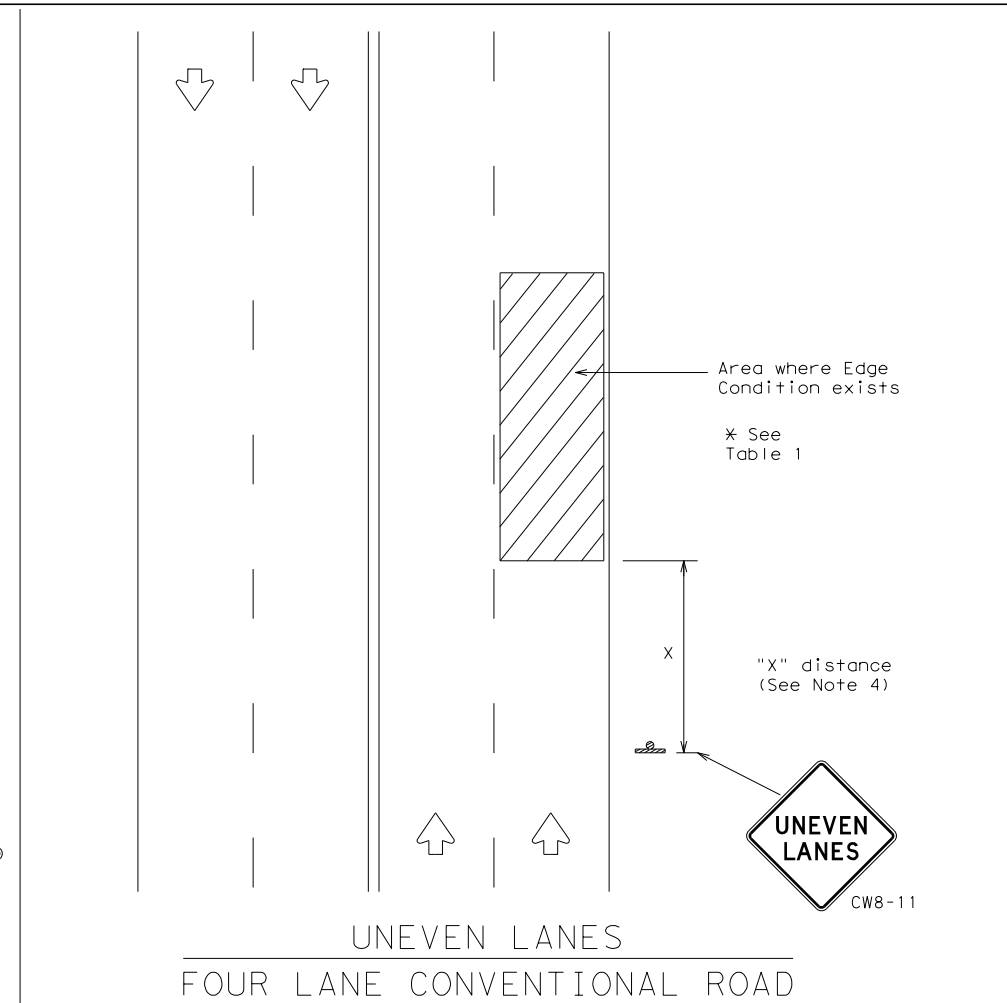 Area where Edge
Condition exists
* See
Table 1
X
"X" distance
(See Note 4)
UNEVEN
LANES
CW8-11
UNEVEN LANES
FOUR LANE CONVENTIONAL ROAD